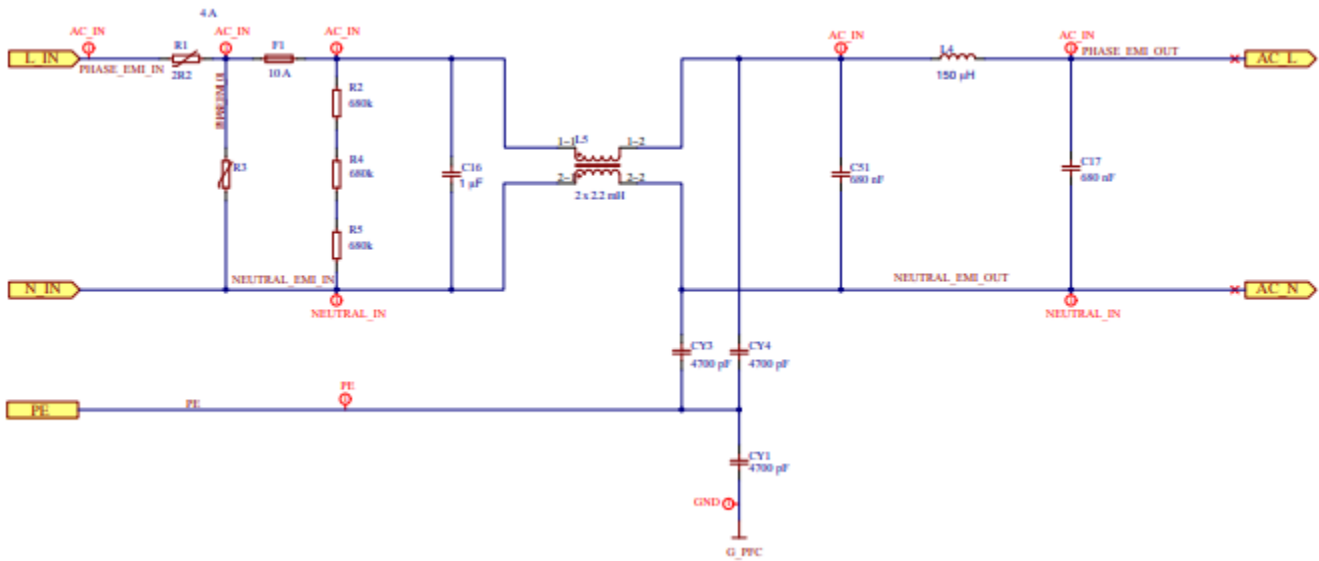 4 A
AC_IN
AC_IN
AC_IN
AC_IN
AC_IN
R1
F1
L4
L_IN
PHASE_EMI_IN
2R2
10 A
150 μH
PHASE_EMI_OUT
AC_L
R2
680k
R3
R4
680k
C16
1 μF
1-1
L5
1-2
2-1
2-2
2 x 2.2 mH
C51
680 nF
C17
680 nF
R5
680k
N_IN
NEUTRAL_EMI_IN
NEUTRAL_EMI_OUT
AC_N
NEUTRAL_IN
NEUTRAL_IN
CY3
4700 pF
CY4
4700 pF
PE
PE
PE
CY1
4700 pF
GND
G_PFC